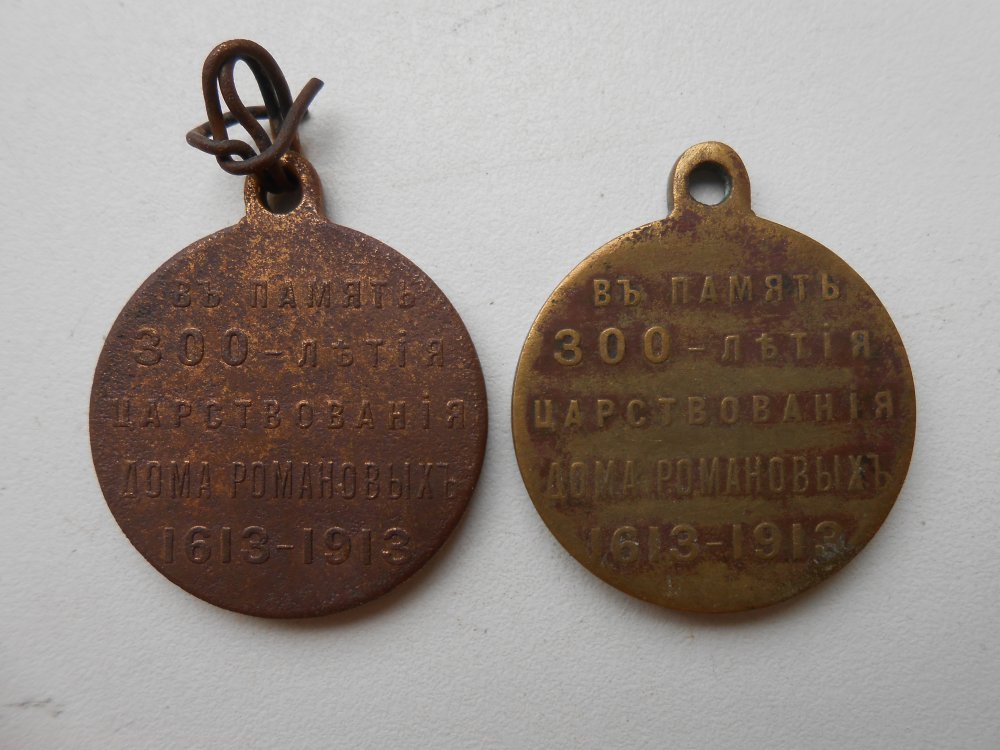 ВЪ ПАМЯТЬ
300-лѣтія
ЦАРСТВОВАНІЯ
ДОМА РОМАНОВЫХЪ
1613-1913
ВЪ ПАМЯТЬ
300-лѣтія
ЦАРСТВОВАНІЯ
ДОМА РОМАНОВЫХЪ
1613-1913